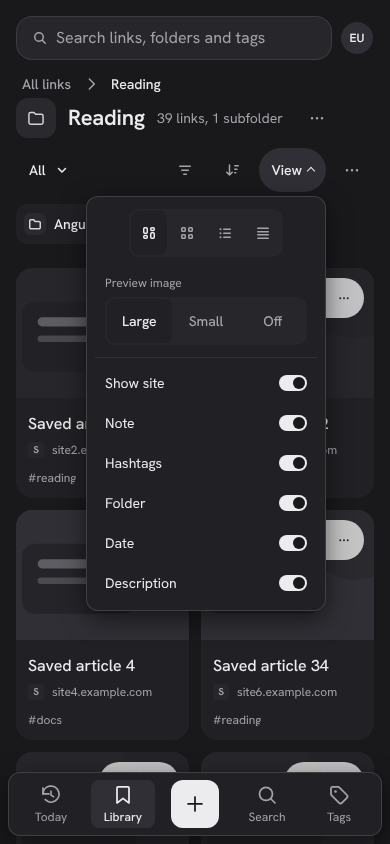 Search links, folders and tags
EU
All links
Reading
Reading
39 links, 1 subfolder
All
View
Angu
Preview image
Large
Small
Off
Show site
Note
Hashtags
Folder
Date
Description
Saved a
2
S
site2.e
om
#reading
Saved article 4
Saved article 34
S
site4.example.com
S
site6.example.com
#docs
#reading
Today
Library
Search
Tags